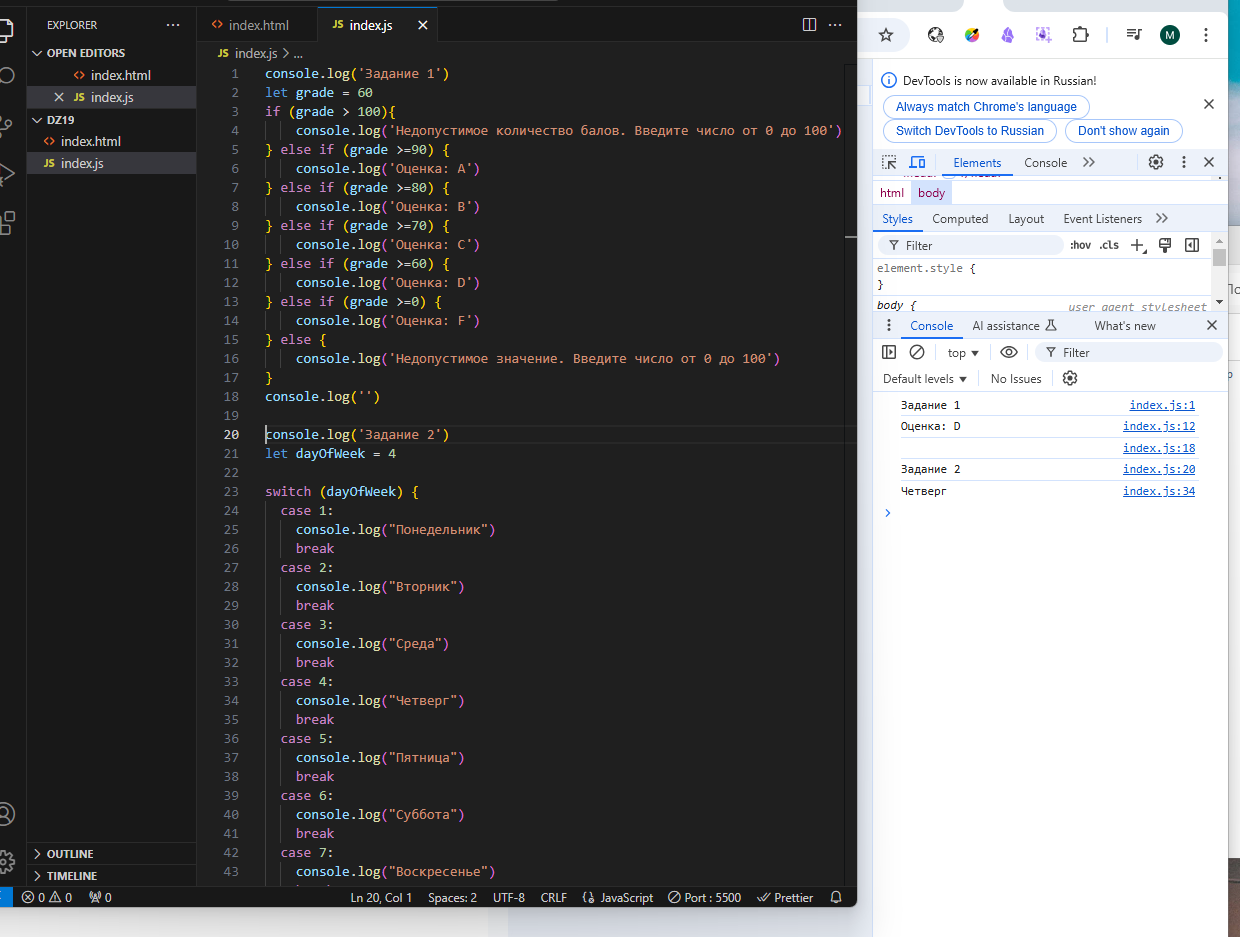 EXPLORER
OPEN EDITORS
index.html
JS index.js
DZ19
index.html
JS index.js
OUTLINE
TIMELINE
index.html
JS index.js
JS index.js > ...
1 console.log('Задание 1')
2 let grade = 60
3 if (grade > 100){
4 console.log('Недопустимое количество балов. Введите число от 0 до 100')
5 } else if (grade >=90) {
6 console.log('Оценка: A')
7 } else if (grade >=80) {
8 console.log('Оценка: B')
9 } else if (grade >=70) {
10 console.log('Оценка: C')
11 } else if (grade >=60) {
12 console.log('Оценка: D')
13 } else if (grade >=0) {
14 console.log('Оценка: F')
15 } else {
16 console.log('Недопустимое значение. Введите число от 0 до 100')
17 }
18 console.log('')
19
20 console.log('Задание 2')
21 let dayOfWeek = 4
22
23 switch (dayOfWeek) {
24 case 1:
25 console.log("Понедельник")
26 break
27 case 2:
28 console.log("Вторник")
29 break
30 case 3:
31 console.log("Среда")
32 break
33 case 4:
34 console.log("Четверг")
35 break
36 case 5:
37 console.log("Пятница")
38 break
39 case 6:
40 console.log("Суббота")
41 break
42 case 7:
43 console.log("Воскресенье")
0 0 0 Ln 20, Col 1 Spaces: 2 UTF-8 CRLF JavaScript Port : 5500 Prettier
M
DevTools is now available in Russian!
Always match Chrome's language
Switch DevTools to Russian Don't show again
Elements Console
html body
Styles Computed Layout Event Listeners
Filter :hov .cls
element.style {
}
body { user agent stylesheet
Console AI assistance What's new
top Filter
Default levels No Issues
Задание 1 index.js:1
Оценка: D index.js:12
index.js:18
Задание 2 index.js:20
Четверг index.js:34